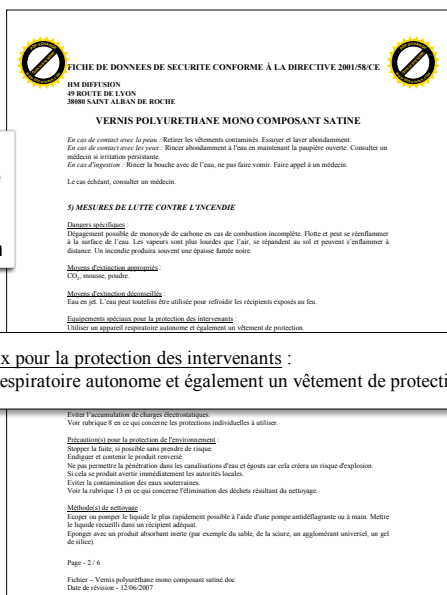 FICHE DE DONNEES DE SECURITE CONFORME À LA DIRECTIVE 2001/58/CE
HM DIFFUSION
49 ROUTE DE LYON
38080 SAINT ALBAN DE ROCHE
VERNIS POLYURETHANE MONO COMPOSANT SATINE
En cas de contact avec la peau : Retirer les vêtements contaminés. Essuyer et laver abondamment.
En cas de contact avec les yeux : Rincer abondamment à l'eau en maintenant la paupière ouverte. Consulter un
médecin si irritation persistante.
En cas d'ingestion : Rincer la bouche avec de l'eau, ne pas faire vomir. Faire appel à un médecin.
Le cas échéant, consulter un médecin.
5) MESURES DE LUTTE CONTRE L'INCENDIE
Dangers spécifiques :
Dégagement possible de monoxyde de carbone en cas de combustion incomplète. Flotte et peut se réenflammer
à la surface de l'eau. Les vapeurs sont plus lourdes que l'air, se répandent au sol et peuvent s'enflammer à
distance. Un incendie produira souvent une épaisse fumée noire.
Moyens d'extinction appropriés :
CO2, mousse, poudre.
Moyens d'extinction déconseillés :
Eau en jet. L'eau peut toutefois être utilisée pour refroidir les récipients exposés au feu.
Equipements spéciaux pour la protection des intervenants :
Utiliser un appareil respiratoire autonome et également un vêtement de protection.
x pour la protection des intervenants :
espiratoire autonome et également un vêtement de protecti
Eviter l'accumulation de charges électrostatiques.
Voir rubrique 8 en ce qui concerne les protections individuelles à utiliser.
Précaution(s) pour la protection de l'environnement :
Stopper la fuite, si possible sans prendre de risque.
Endiguer et contenir le produit renversé.
Ne pas permettre la pénétration dans les canalisations d'eau et égouts car cela créera un risque d'explosion.
Si cela se produit avertir immédiatement les autorités locales.
Eviter la contamination des eaux souterraines.
Voir la rubrique 13 en ce qui concerne l'élimination des déchets résultant du nettoyage.
Méthode(s) de nettoyage :
Ecoper ou pomper le liquide le plus rapidement possible à l'aide d'une pompe antidéflagrante ou à main. Mettre
le liquide recueilli dans un récipient adéquat.
Eponger avec un produit absorbant inerte (par exemple du sable, de la sciure, un agglomérant universel, un gel
de silice).
Page - 2 / 6
Fichier – Vernis polyuréthane mono composant satiné.doc
Date de révision - 12/06/2007